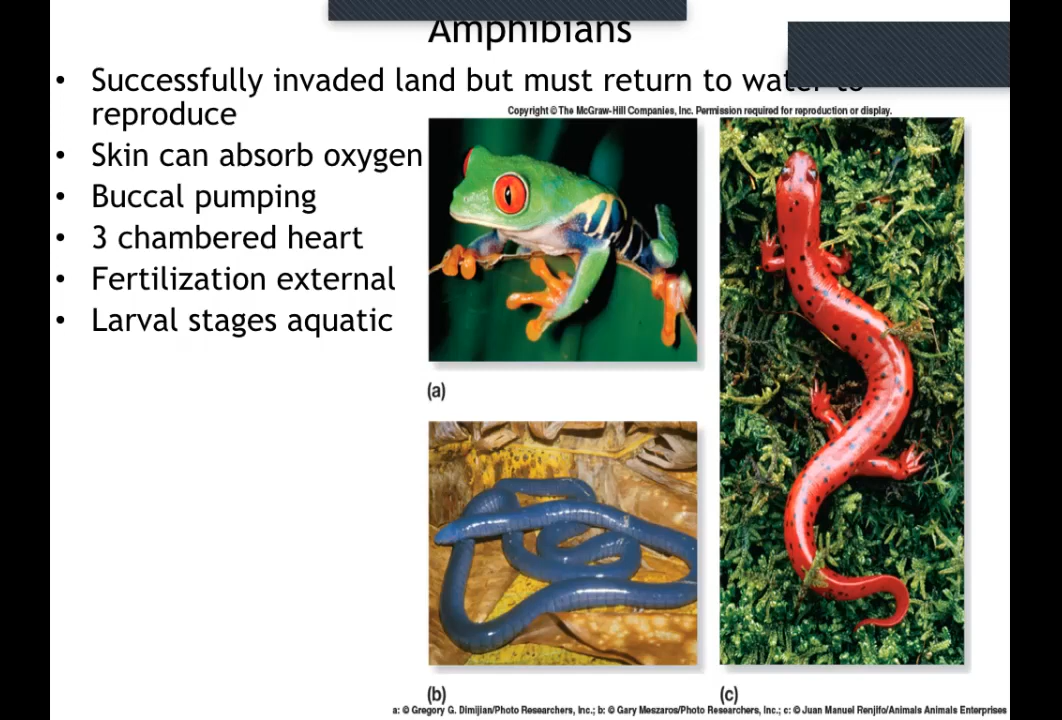 Amphibians
• Successfully invaded land but must return to water to
reproduce
Copyright © The McGraw-Hill Companies, Inc. Permission required for reproduction or display.
• Skin can absorb oxygen
• Buccal pumping
• 3 chambered heart
• Fertilization external
• Larval stages aquatic
(a)
(b)
(c)
a: © Gregory G. Dimijian/Photo Researchers, Inc.; b: © Gary Meszaros/Photo Researchers, Inc.; c: © Juan Manuel Renjifo/Animals Animals Enterprises